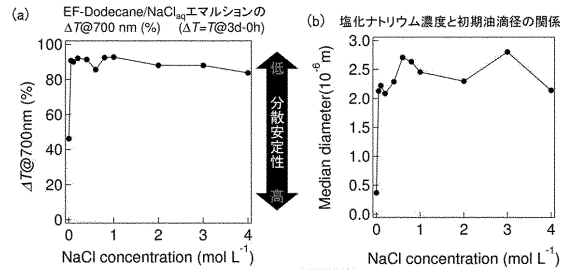 (a)
EF-Dodecane/NaClaqエマルションの
ΔT@700 nm (%) (ΔT=T@3d-0h)
ΔT@700nm (%)
100
80
60
40
20
0
0 1 2 3 4
NaCl concentration (mol L-1)
低
分散安定性
高
(b) 塩化ナトリウム濃度と初期油滴径の関係
Median diameter(10-6 m)
3.0
2.5
2.0
1.5
1.0
0.5
0.0
0 1 2 3 4
NaCl concentration (mol L-1)